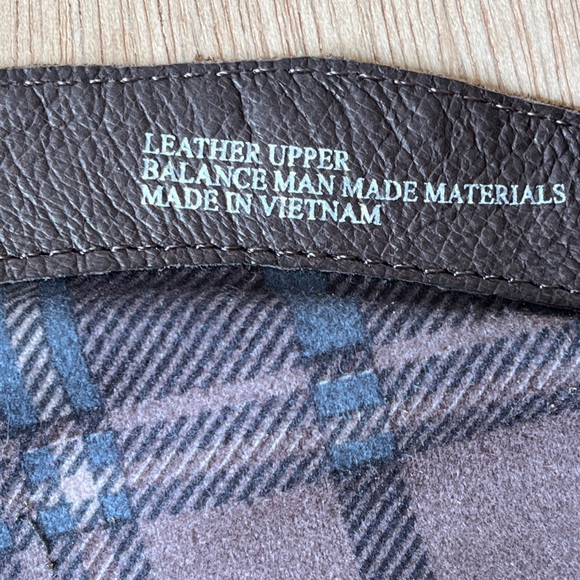 LEATHER UPPER
BALANCE MAN MADE MATERIALS
MADE IN VIETNAM